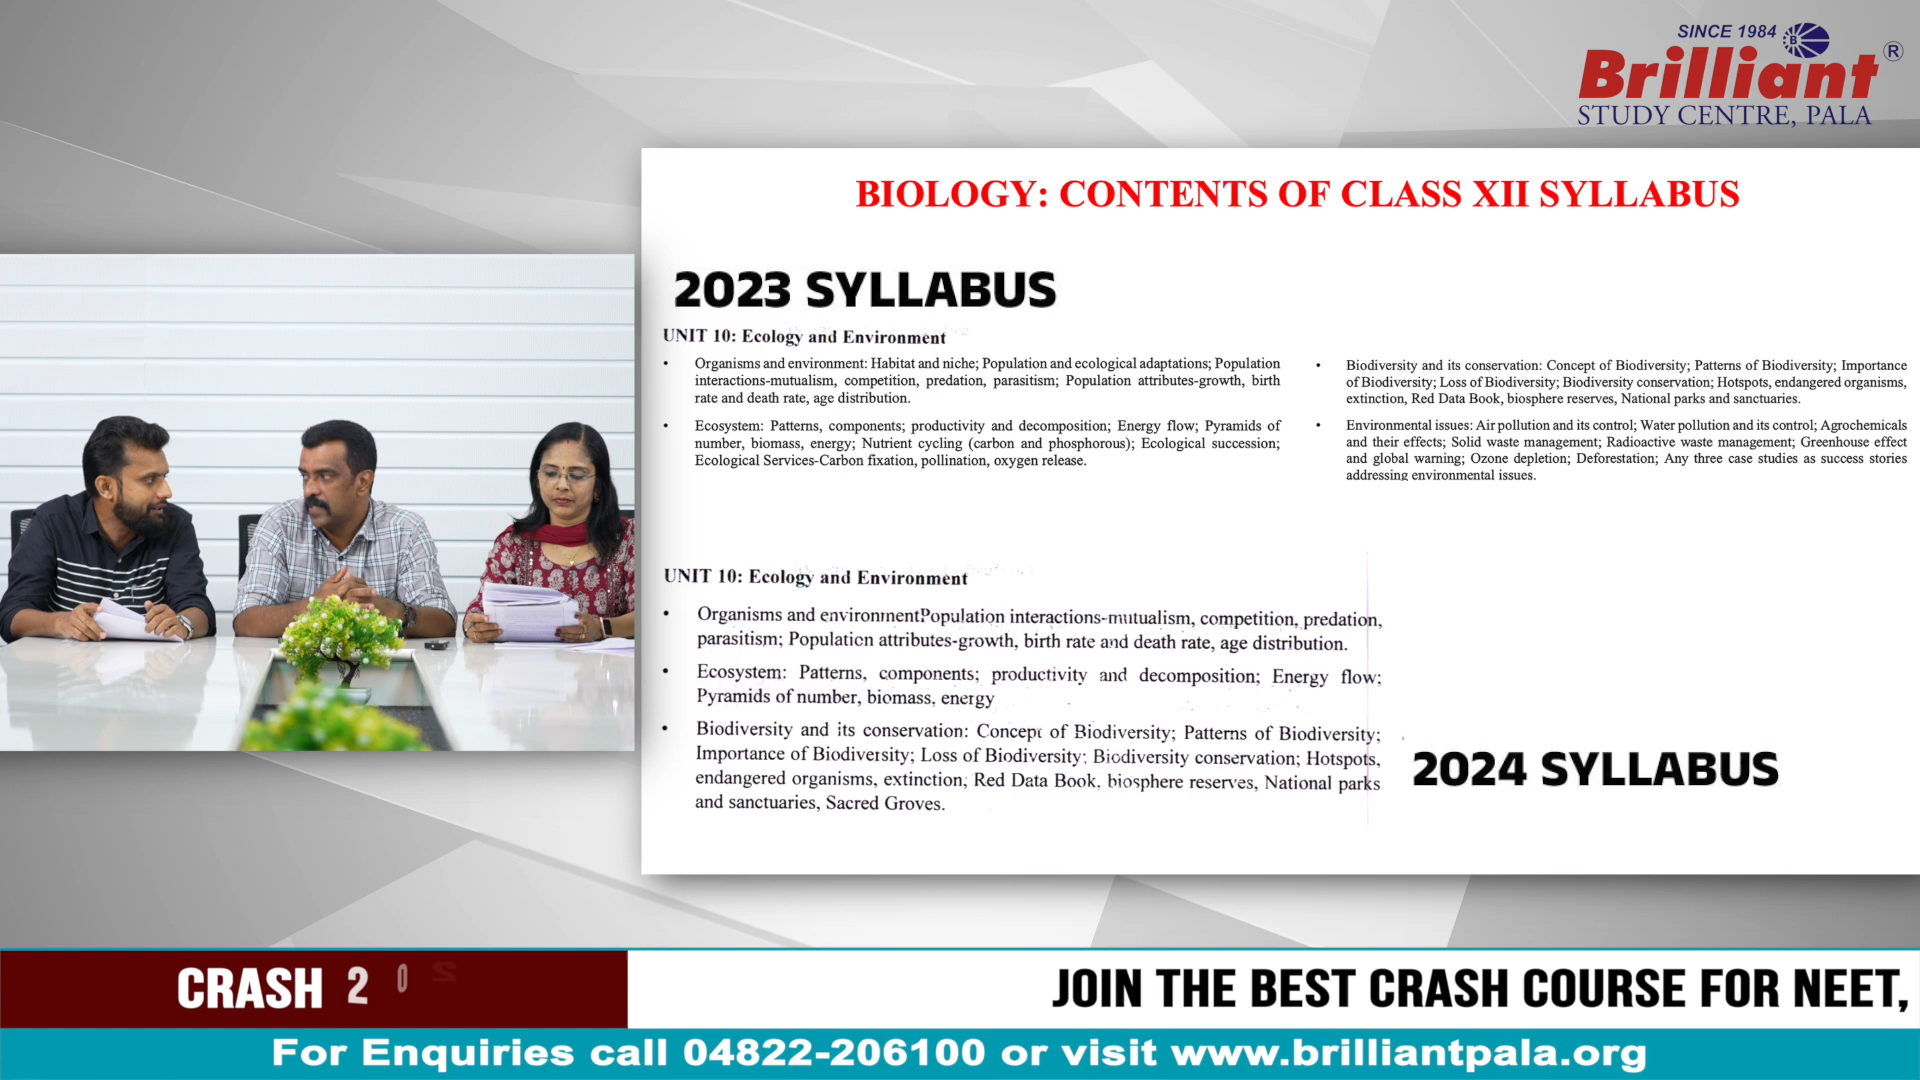 SINCE 1984
B
Brilliant ®
STUDY CENTRE, PALA
BIOLOGY: CONTENTS OF CLASS XII SYLLABUS
2023 SYLLABUS
UNIT 10: Ecology and Environment
• Organisms and environment: Habitat and niche; Population and ecological adaptations; Population
interactions-mutualism, competition, predation, parasitism; Population attributes-growth, birth
rate and death rate, age distribution.
• Ecosystem: Patterns, components; productivity and decomposition; Energy flow; Pyramids of
number, biomass, energy; Nutrient cycling (carbon and phosphorous); Ecological succession;
Ecological Services-Carbon fixation, pollination, oxygen release.
• Biodiversity and its conservation: Concept of Biodiversity; Patterns of Biodiversity; Importance
of Biodiversity; Loss of Biodiversity; Biodiversity conservation; Hotspots, endangered organisms,
extinction, Red Data Book, biosphere reserves, National parks and sanctuaries.
• Environmental issues: Air pollution and its control; Water pollution and its control; Agrochemicals
and their effects; Solid waste management; Radioactive waste management; Greenhouse effect
and global warning; Ozone depletion; Deforestation; Any three case studies as success stories
addressing environmental issues.
UNIT 10: Ecology and Environment
• Organisms and environmentPopulation interactions-mutualism, competition, predation,
parasitism; Population attributes-growth, birth rate and death rate, age distribution.
• Ecosystem: Patterns, components; productivity and decomposition; Energy flow;
Pyramids of number, biomass, energy
• Biodiversity and its conservation: Concept of Biodiversity; Patterns of Biodiversity;
Importance of Biodiversity; Loss of Biodiversity; Biodiversity conservation; Hotspots,
endangered organisms, extinction, Red Data Book, biosphere reserves, National parks
and sanctuaries, Sacred Groves.
2024 SYLLABUS
CRASH 2 0
JOIN THE BEST CRASH COURSE FOR NEET,
For Enquiries call 04822-206100 or visit www.brilliantpala.org